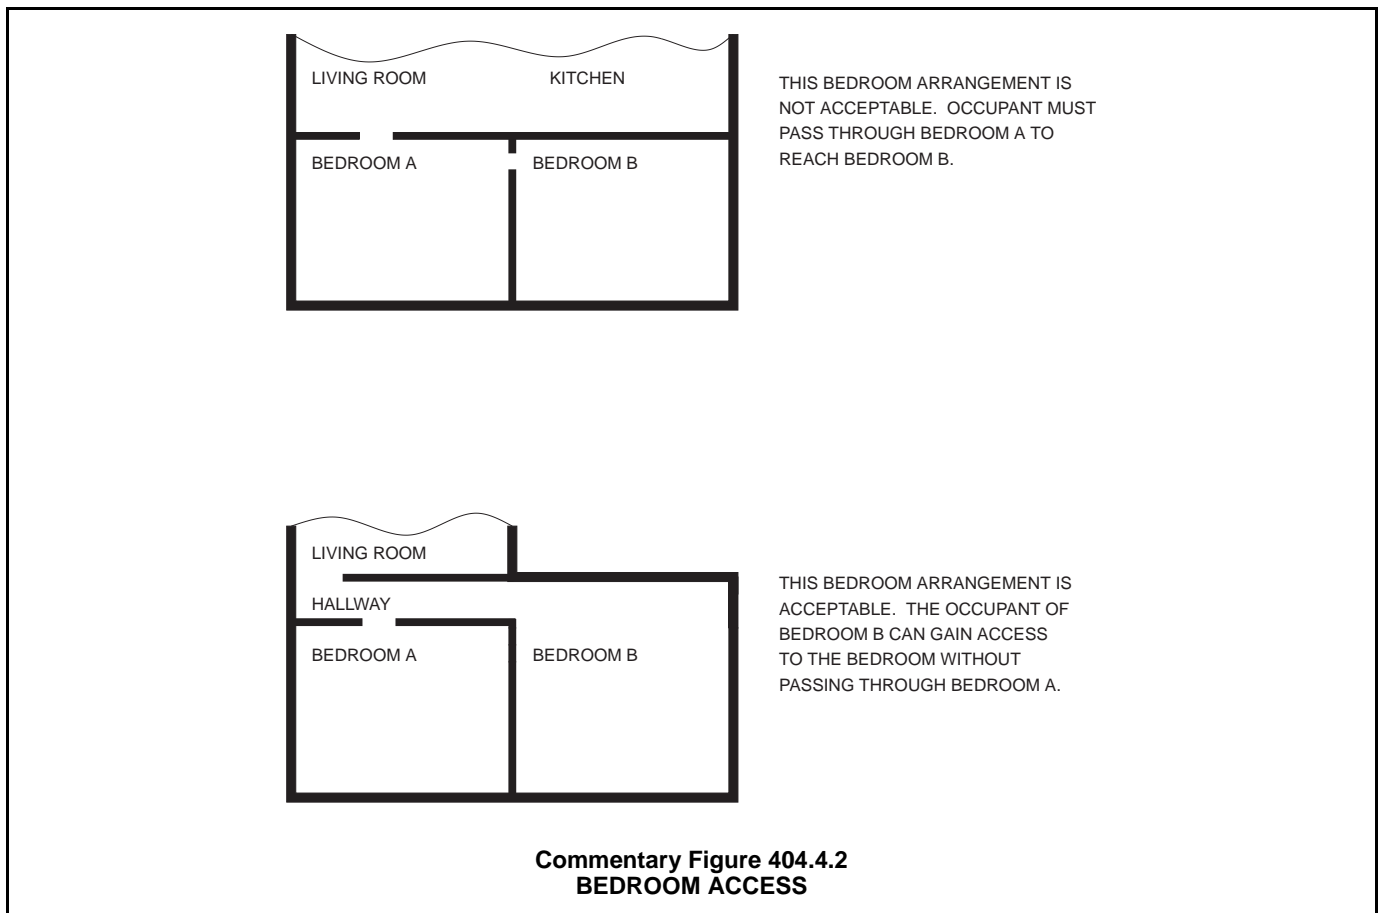 LIVING ROOM
KITCHEN
BEDROOM A
BEDROOM B
THIS BEDROOM ARRANGEMENT IS
NOT ACCEPTABLE. OCCUPANT MUST
PASS THROUGH BEDROOM A TO
REACH BEDROOM B.
LIVING ROOM
HALLWAY
BEDROOM A
BEDROOM B
THIS BEDROOM ARRANGEMENT IS
ACCEPTABLE. THE OCCUPANT OF
BEDROOM B CAN GAIN ACCESS
TO THE BEDROOM WITHOUT
PASSING THROUGH BEDROOM A.
Commentary Figure 404.4.2
BEDROOM ACCESS